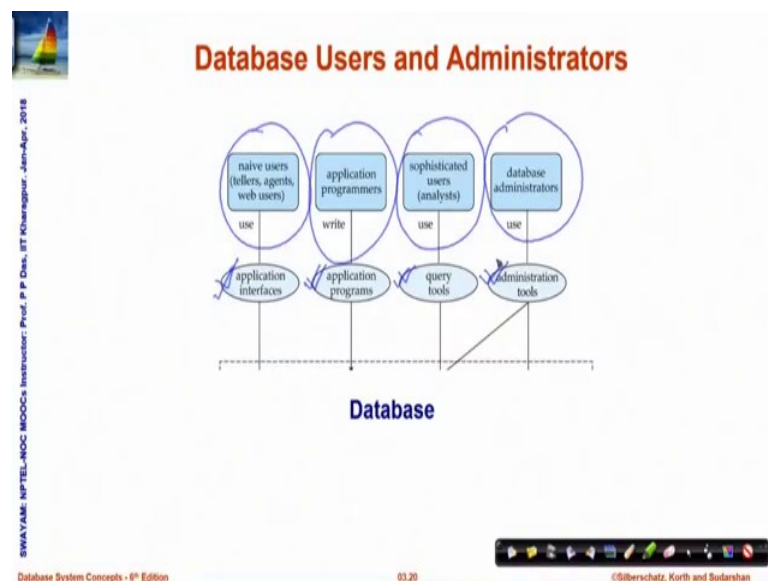 Database Users and Administrators
SWAYAM: NPTEL-NOC MOOCs Instructor: Prof. P P Das, IIT Kharagpur. Jan-Apr, 2018
naive users
(tellers, agents,
web users)
application
programmers
sophisticated
users
(analysts)
database
administrators
use
write
use
use
application
interfaces
application
programs
query
tools
administration
tools
Database
Database System Concepts - 6th Edition
03.20
©Silberschatz, Korth and Sudarshan